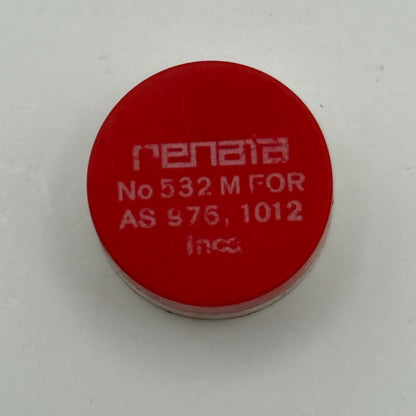 renata
No 532 M FOR
AS 976, 1012
Inca